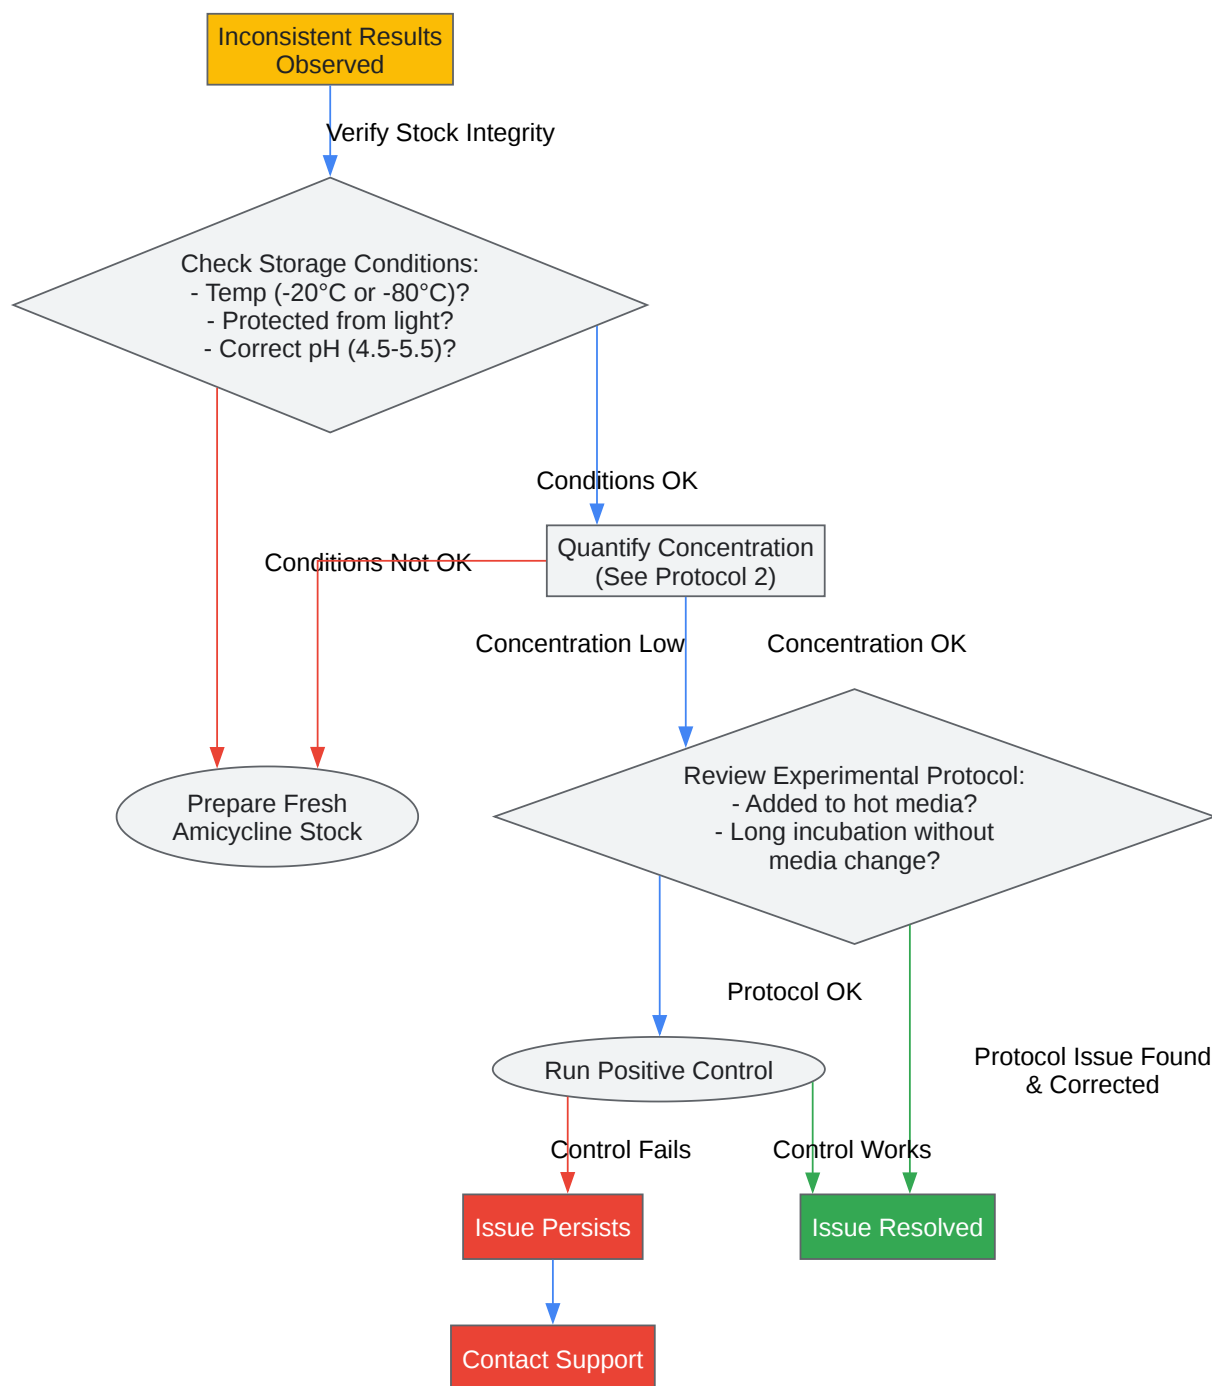 Inconsistent Results
Observed
Verify Stock Integrity
Check Storage Conditions:
- Temp (-20°C or -80°C)?
- Protected from light?
- Correct pH (4.5-5.5)?
Conditions OK
Conditions Not OK
Quantify Concentration
(See Protocol 2)
Concentration Low
Concentration OK
Prepare Fresh
Amicycline Stock
Review Experimental Protocol:
- Added to hot media?
- Long incubation without
media change?
Protocol OK
Protocol Issue Found
& Corrected
Run Positive Control
Control Fails
Control Works
Issue Persists
Issue Resolved
Contact Support